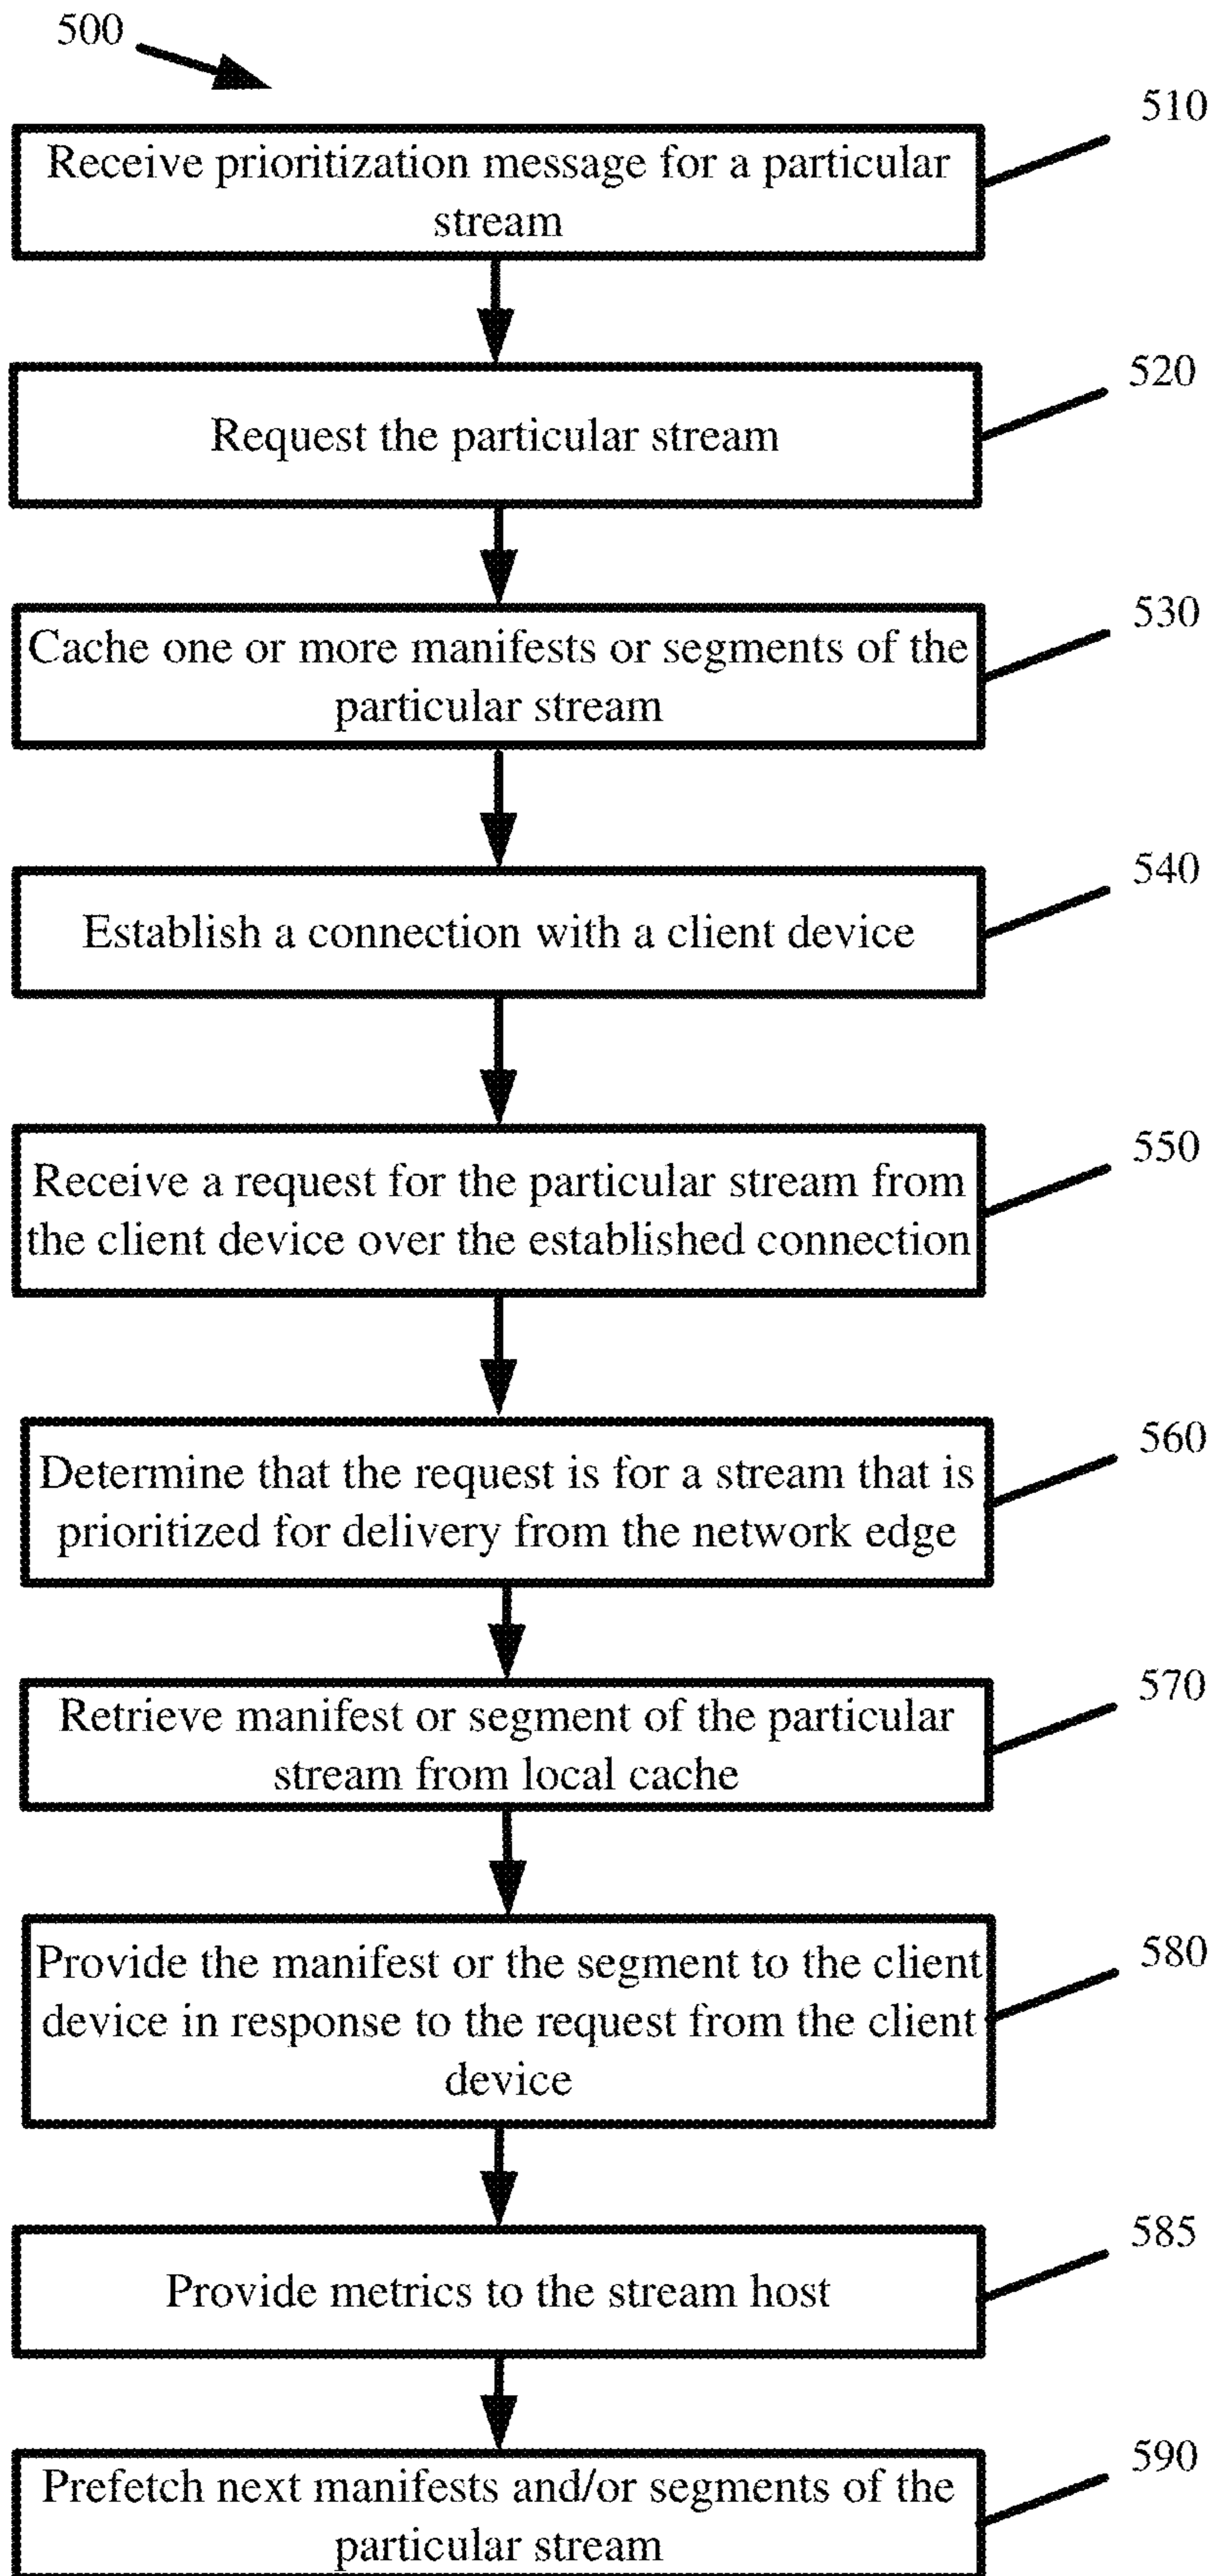 500
510
Receive prioritization message for a particular
stream
520
Request the particular stream
530
Cache one or more manifests or segments of the
particular stream
540
Establish a connection with a client device
550
Receive a request for the particular stream from
the client device over the established connection
560
Determine that the request is for a stream that is
prioritized for delivery from the network edge
570
Retrieve manifest or segment of the particular
stream from local cache
580
Provide the manifest or the segment to the client
device in response to the request from the client
device
585
Provide metrics to the stream host
590
Prefetch next manifests and/or segments of the
particular stream